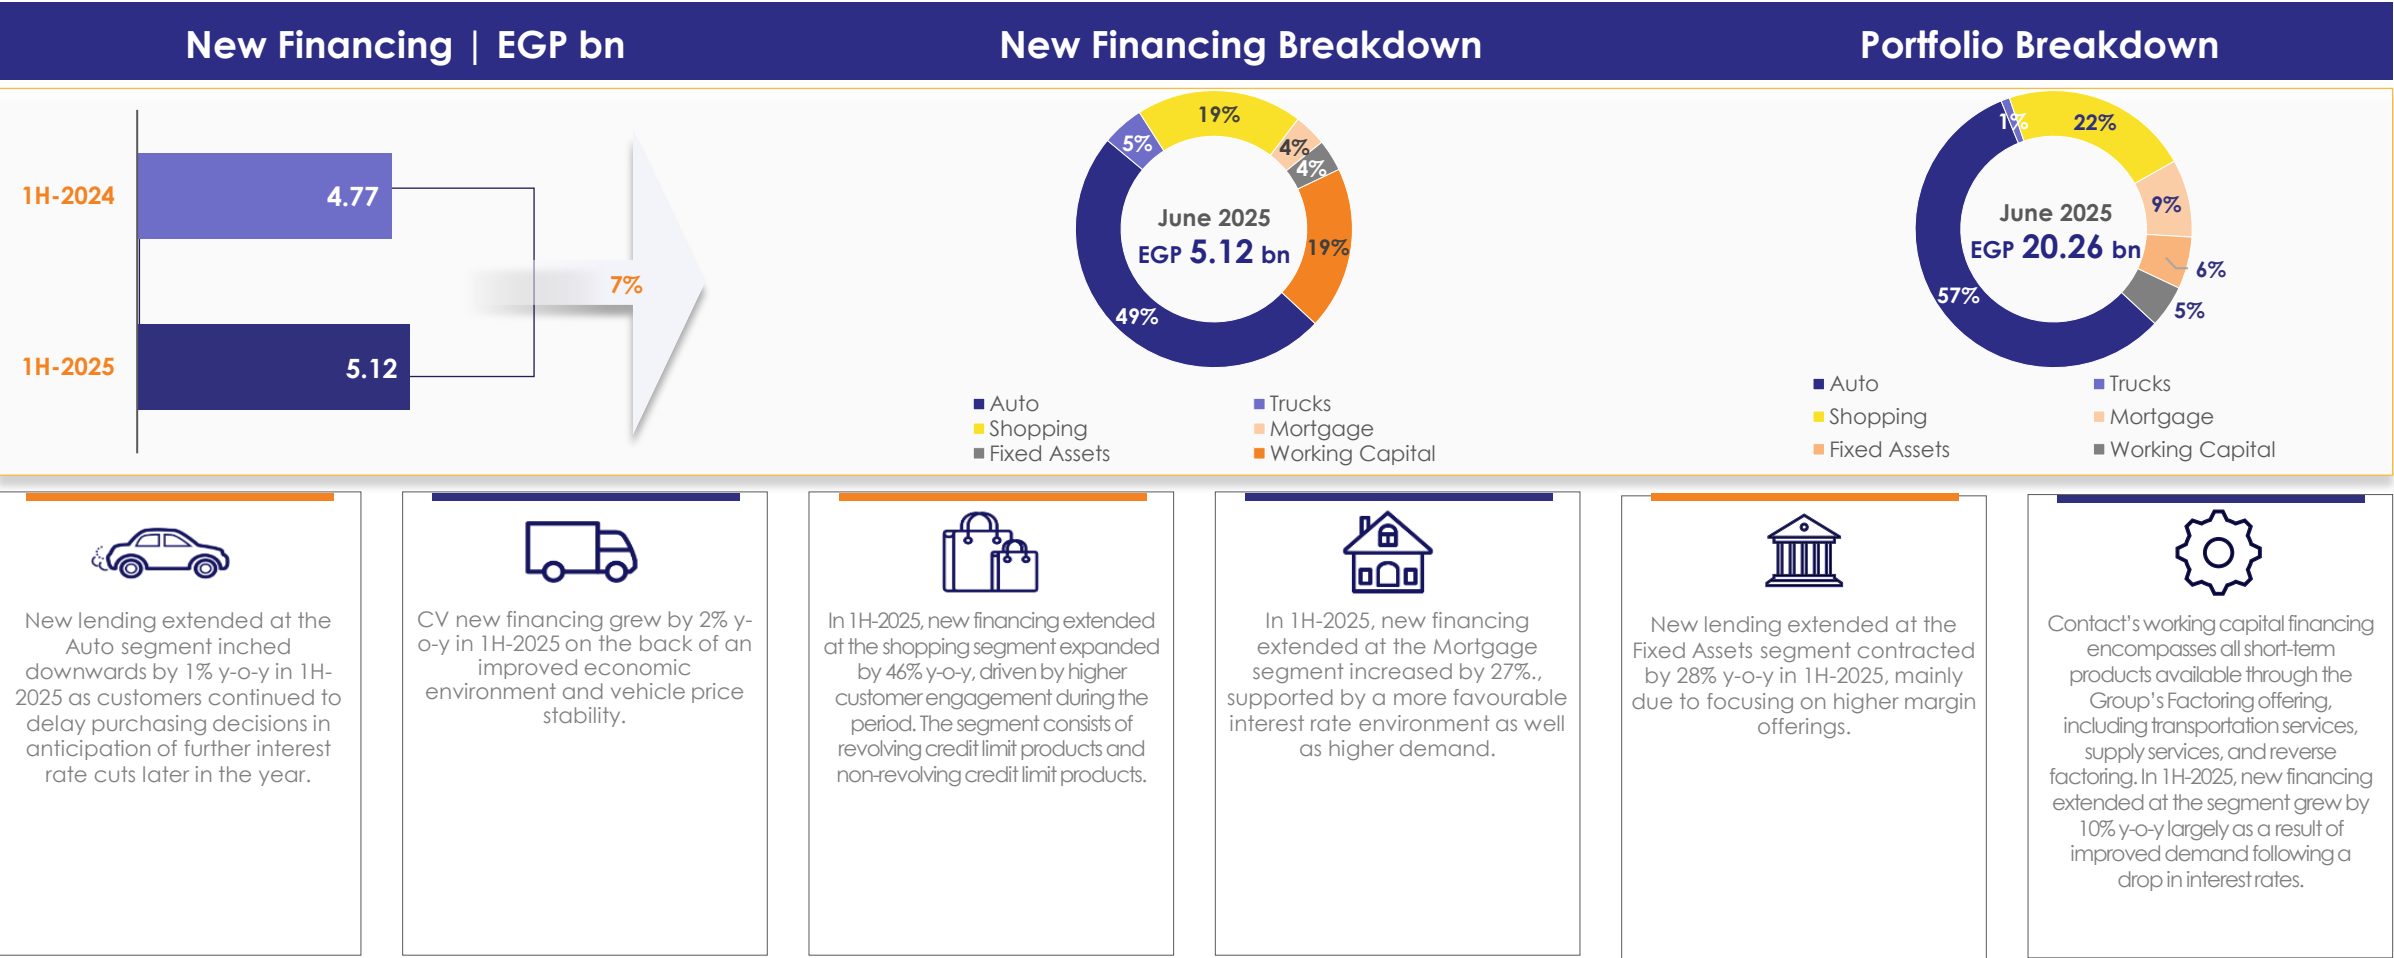 New Financing | EGP bn
New Financing Breakdown
Portfolio Breakdown
1H-2024
4.77
7%
1H-2025
5.12
19%
5%
4%
4%
June 2025
EGP 5.12 bn
19%
49%
Auto
Trucks
Shopping
Mortgage
Fixed Assets
Working Capital
1%
22%
9%
June 2025
EGP 20.26 bn
6%
57%
5%
Auto
Trucks
Shopping
Mortgage
Fixed Assets
Working Capital
New lending extended at the
Auto segment inched
downwards by 1% y-o-y in 1H-
2025 as customers continued to
delay purchasing decisions in
anticipation of further interest
rate cuts later in the year.
CV new financing grew by 2% y-
o-y in 1H-2025 on the back of an
improved economic
environment and vehicle price
stability.
In 1H-2025, new financing extended
at the shopping segment expanded
by 46% y-o-y, driven by higher
customer engagement during the
period. The segment consists of
revolving credit limit products and
non-revolving credit limit products.
In 1H-2025, new financing
extended at the Mortgage
segment increased by 27%.,
supported by a more favourable
interest rate environment as well
as higher demand.
New lending extended at the
Fixed Assets segment contracted
by 28% y-o-y in 1H-2025, mainly
due to focusing on higher margin
offerings.
Contact's working capital financing
encompasses all short-term
products available through the
Group's Factoring offering,
including transportation services,
supply services, and reverse
factoring. In 1H-2025, new financing
extended at the segment grew by
10% y-o-y largely as a result of
improved demand following a
drop in interest rates.